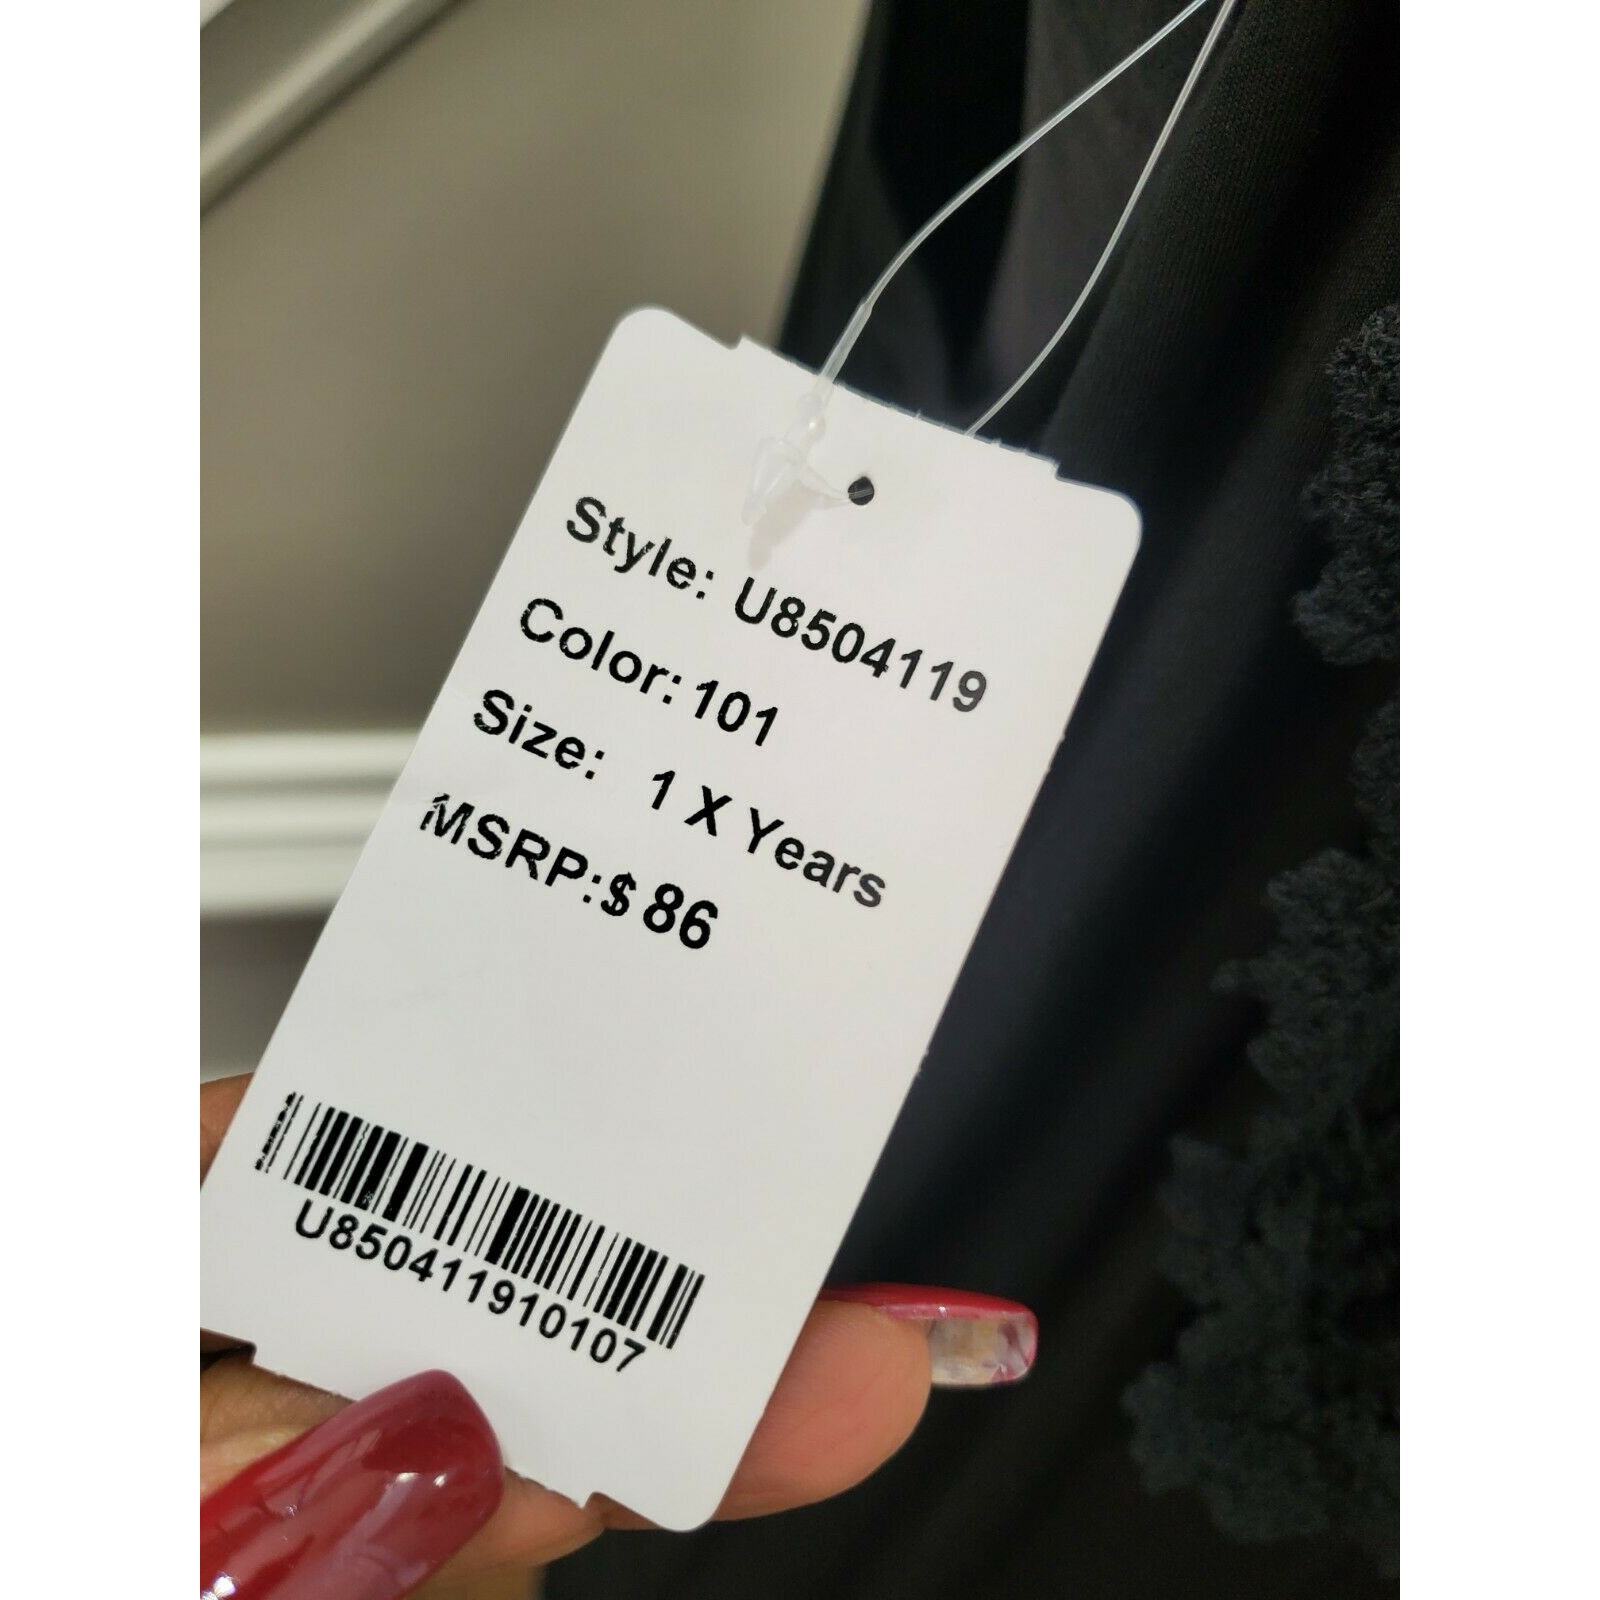 Style: U8504119
Color: 101
Size: 1 X Years
MSRP:$ 86
U850411910107